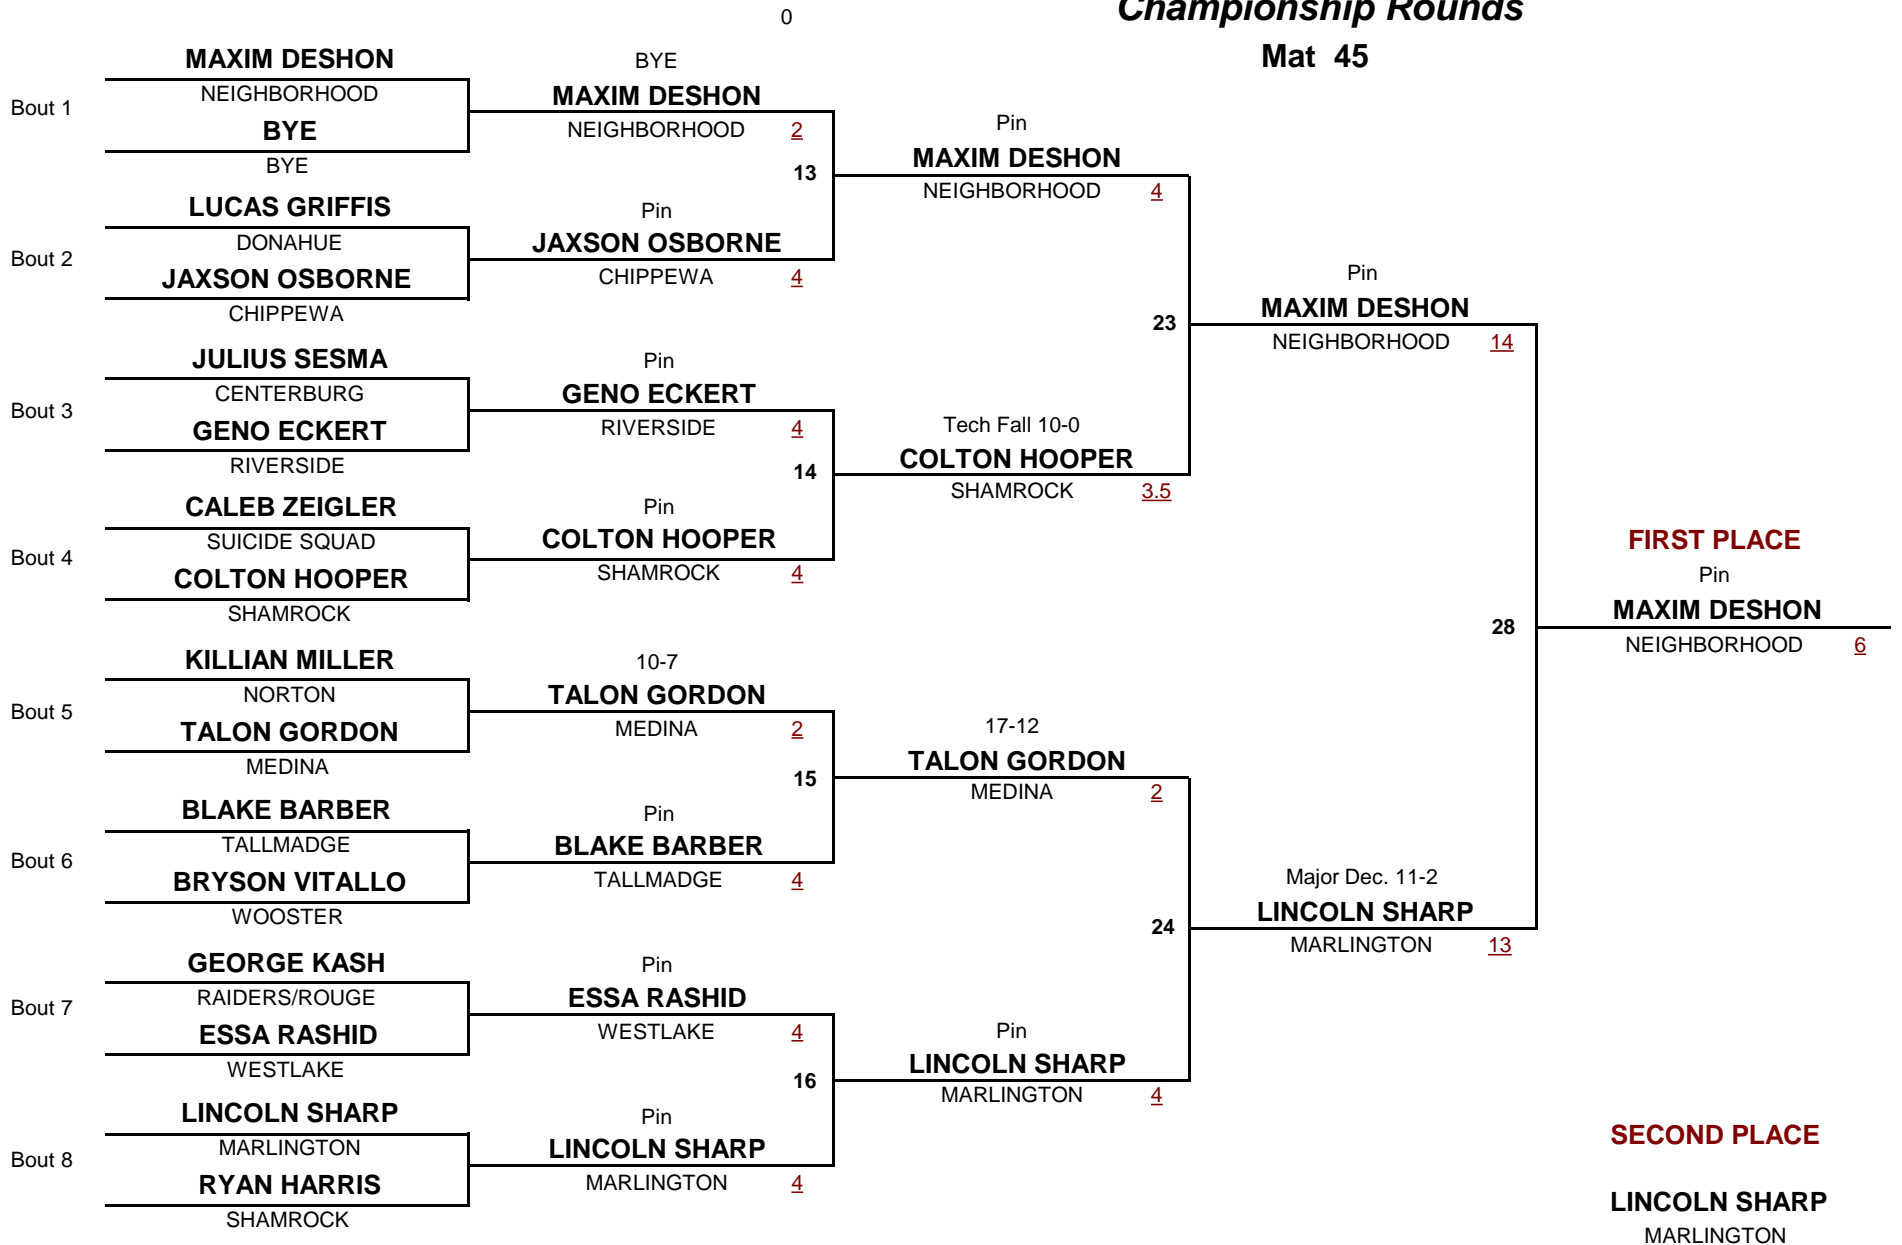 0
Championship Rounds
Mat 45
Bout 1
MAXIM DESHON
NEIGHBORHOOD
BYE
BYE
Bout 2
LUCAS GRIFFIS
DONAHUE
JAXSON OSBORNE
CHIPPEWA
Bout 3
JULIUS SESMA
CENTERBURG
GENO ECKERT
RIVERSIDE
Bout 4
CALEB ZEIGLER
SUICIDE SQUAD
COLTON HOOPER
SHAMROCK
Bout 5
KILLIAN MILLER
NORTON
TALON GORDON
MEDINA
Bout 6
BLAKE BARBER
TALLMADGE
BRYSON VITALLO
WOOSTER
Bout 7
GEORGE KASH
RAIDERS/ROUGE
ESSA RASHID
WESTLAKE
Bout 8
LINCOLN SHARP
MARLINGTON
RYAN HARRIS
SHAMROCK
BYE
MAXIM DESHON
NEIGHBORHOOD 2
13
Pin
JAXSON OSBORNE
CHIPPEWA 4
Pin
GENO ECKERT
RIVERSIDE 4
14
Pin
COLTON HOOPER
SHAMROCK 4
10-7
TALON GORDON
MEDINA 2
15
Pin
BLAKE BARBER
TALLMADGE 4
Pin
ESSA RASHID
WESTLAKE 4
16
Pin
LINCOLN SHARP
MARLINGTON 4
Pin
MAXIM DESHON
NEIGHBORHOOD 4
23
Tech Fall 10-0
COLTON HOOPER
SHAMROCK 3.5
17-12
TALON GORDON
MEDINA 2
24
Pin
LINCOLN SHARP
MARLINGTON 4
Pin
MAXIM DESHON
NEIGHBORHOOD 14
28
Major Dec. 11-2
LINCOLN SHARP
MARLINGTON 13
FIRST PLACE
Pin
MAXIM DESHON
NEIGHBORHOOD 6
SECOND PLACE
LINCOLN SHARP
MARLINGTON